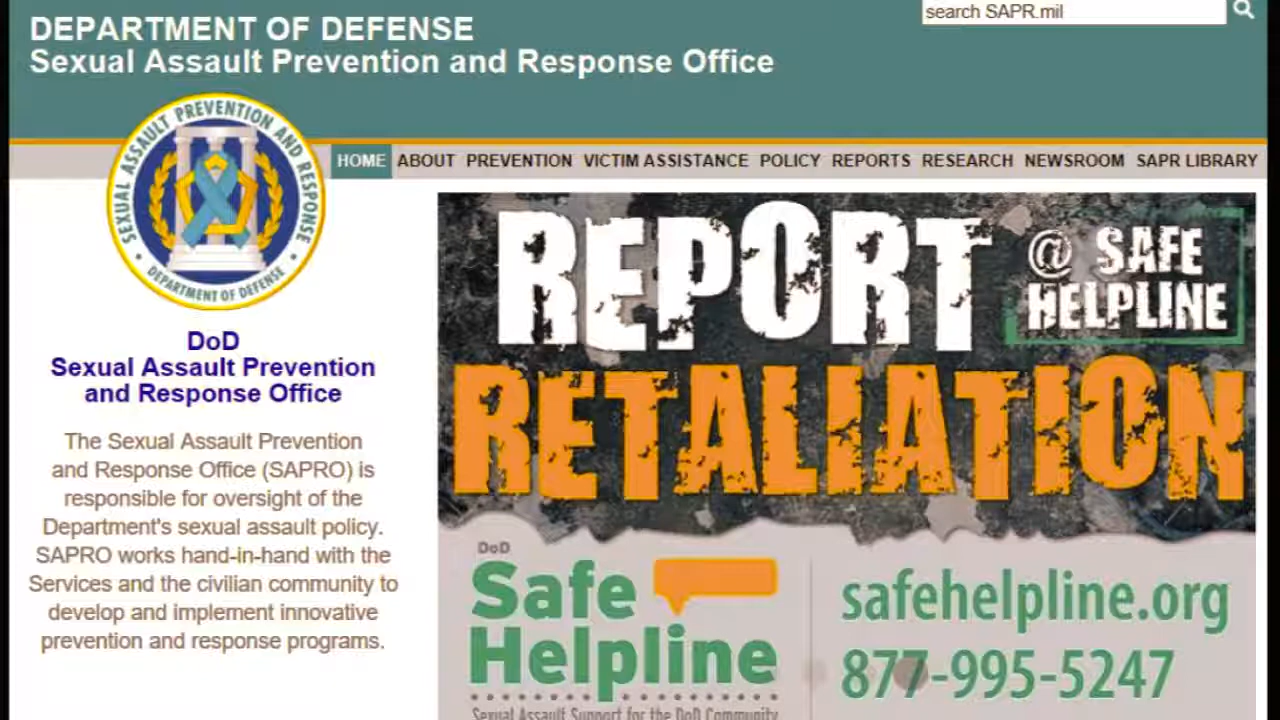 DEPARTMENT OF DEFENSE
Sexual Assault Prevention and Response Office
search SAPR.mil
SEXUAL ASSAULT PREVENTION AND RESPONSE
• DEPARTMENT OF DEFENSE •
HOME ABOUT PREVENTION VICTIM ASSISTANCE POLICY REPORTS RESEARCH NEWSROOM SAPR LIBRARY
DoD
Sexual Assault Prevention
and Response Office
The Sexual Assault Prevention
and Response Office (SAPRO) is
responsible for oversight of the
Department's sexual assault policy.
SAPRO works hand-in-hand with the
Services and the civilian community to
develop and implement innovative
prevention and response programs.
REPORT
@ SAFE
HELPLINE
RETALIATION
DoD
Safe
Helpline
Sexual Assault Support for the DoD Community
safehelpline.org
877-995-5247